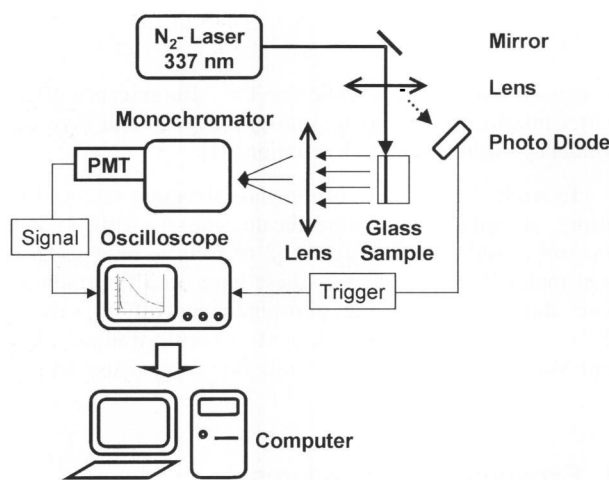 N₂- Laser
337 nm
Mirror
Lens
Photo Diode
Monochromator
PMT
Lens
Glass
Sample
Signal
Oscilloscope
Trigger
Computer